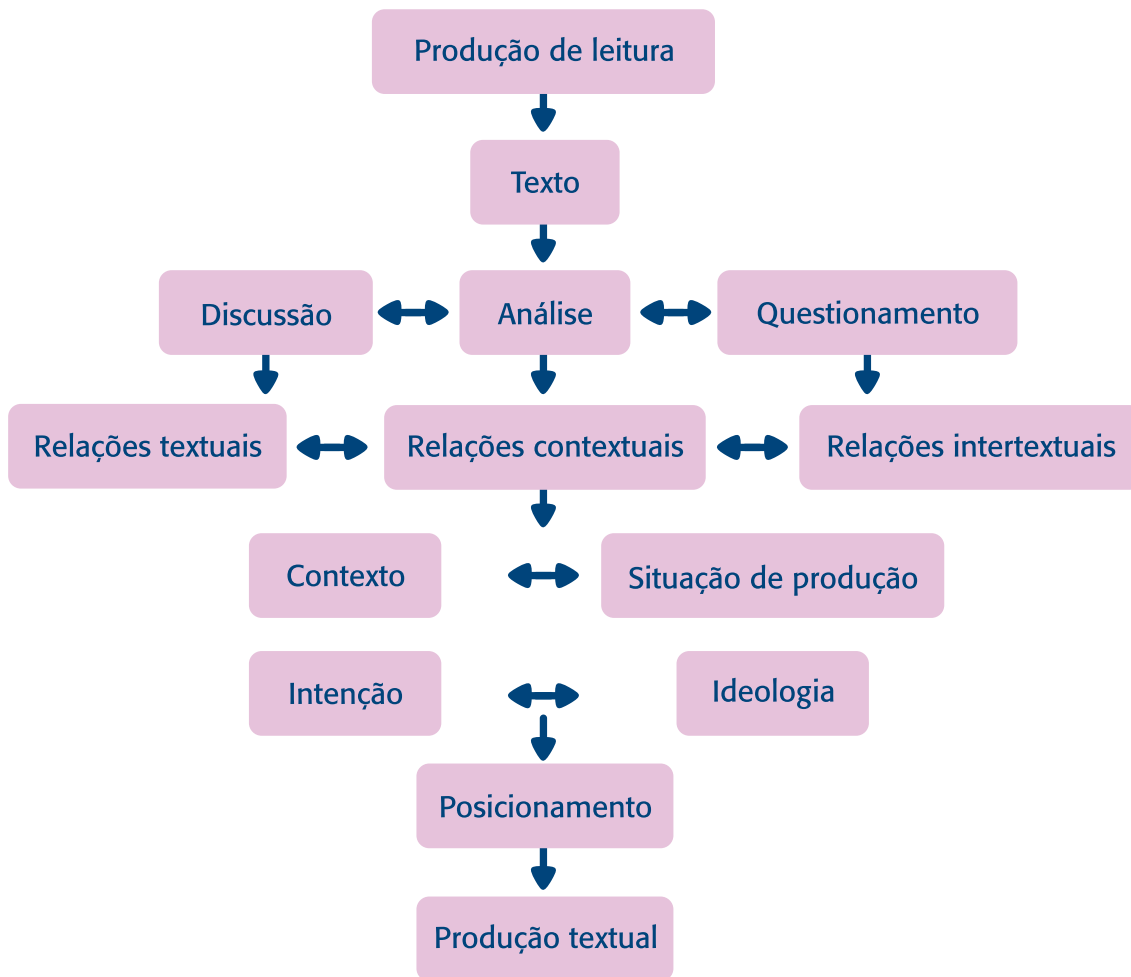 Produção de leitura
Texto
Discussão
Análise
Questionamento
Relações textuais
Relações contextuais
Relações intertextuais
Contexto
Situação de produção
Intenção
Ideologia
Posicionamento
Produção textual